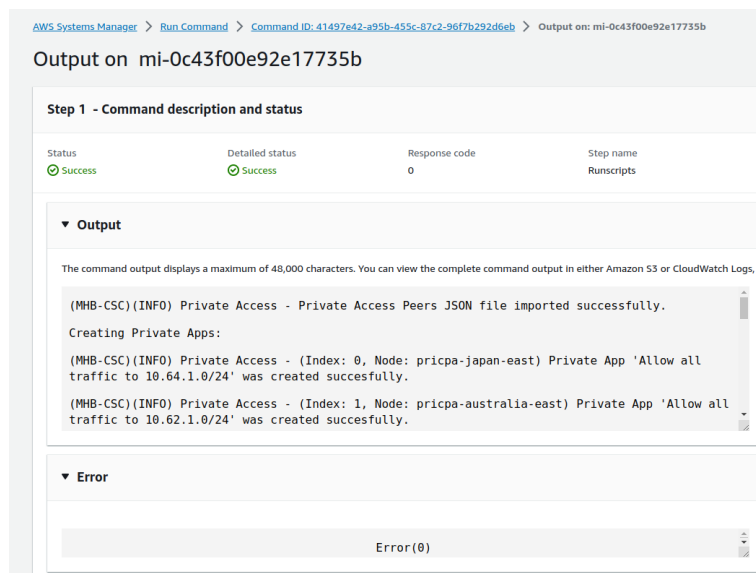 AWS Systems Manager > Run Command > Command ID: 41497e42-a95b-455c-87c2-96f7b292d6eb > Output on: mi-0c43f00e92e17735b
Output on mi-0c43f00e92e17735b
Step 1 - Command description and status
Status Detailed status Response code Step name
Success Success 0 Runscripts
Output
The command output displays a maximum of 48,000 characters. You can view the complete command output in either Amazon S3 or CloudWatch Logs,
(MHB-CSC)(INFO) Private Access - Private Access Peers JSON file imported successfully.
Creating Private Apps:
(MHB-CSC)(INFO) Private Access - (Index: 0, Node: pricpa-japan-east) Private App 'Allow all
traffic to 10.64.1.0/24' was created succesfully.
(MHB-CSC)(INFO) Private Access - (Index: 1, Node: pricpa-australia-east) Private App 'Allow all
traffic to 10.62.1.0/24' was created succesfully.
Error
Error(0)